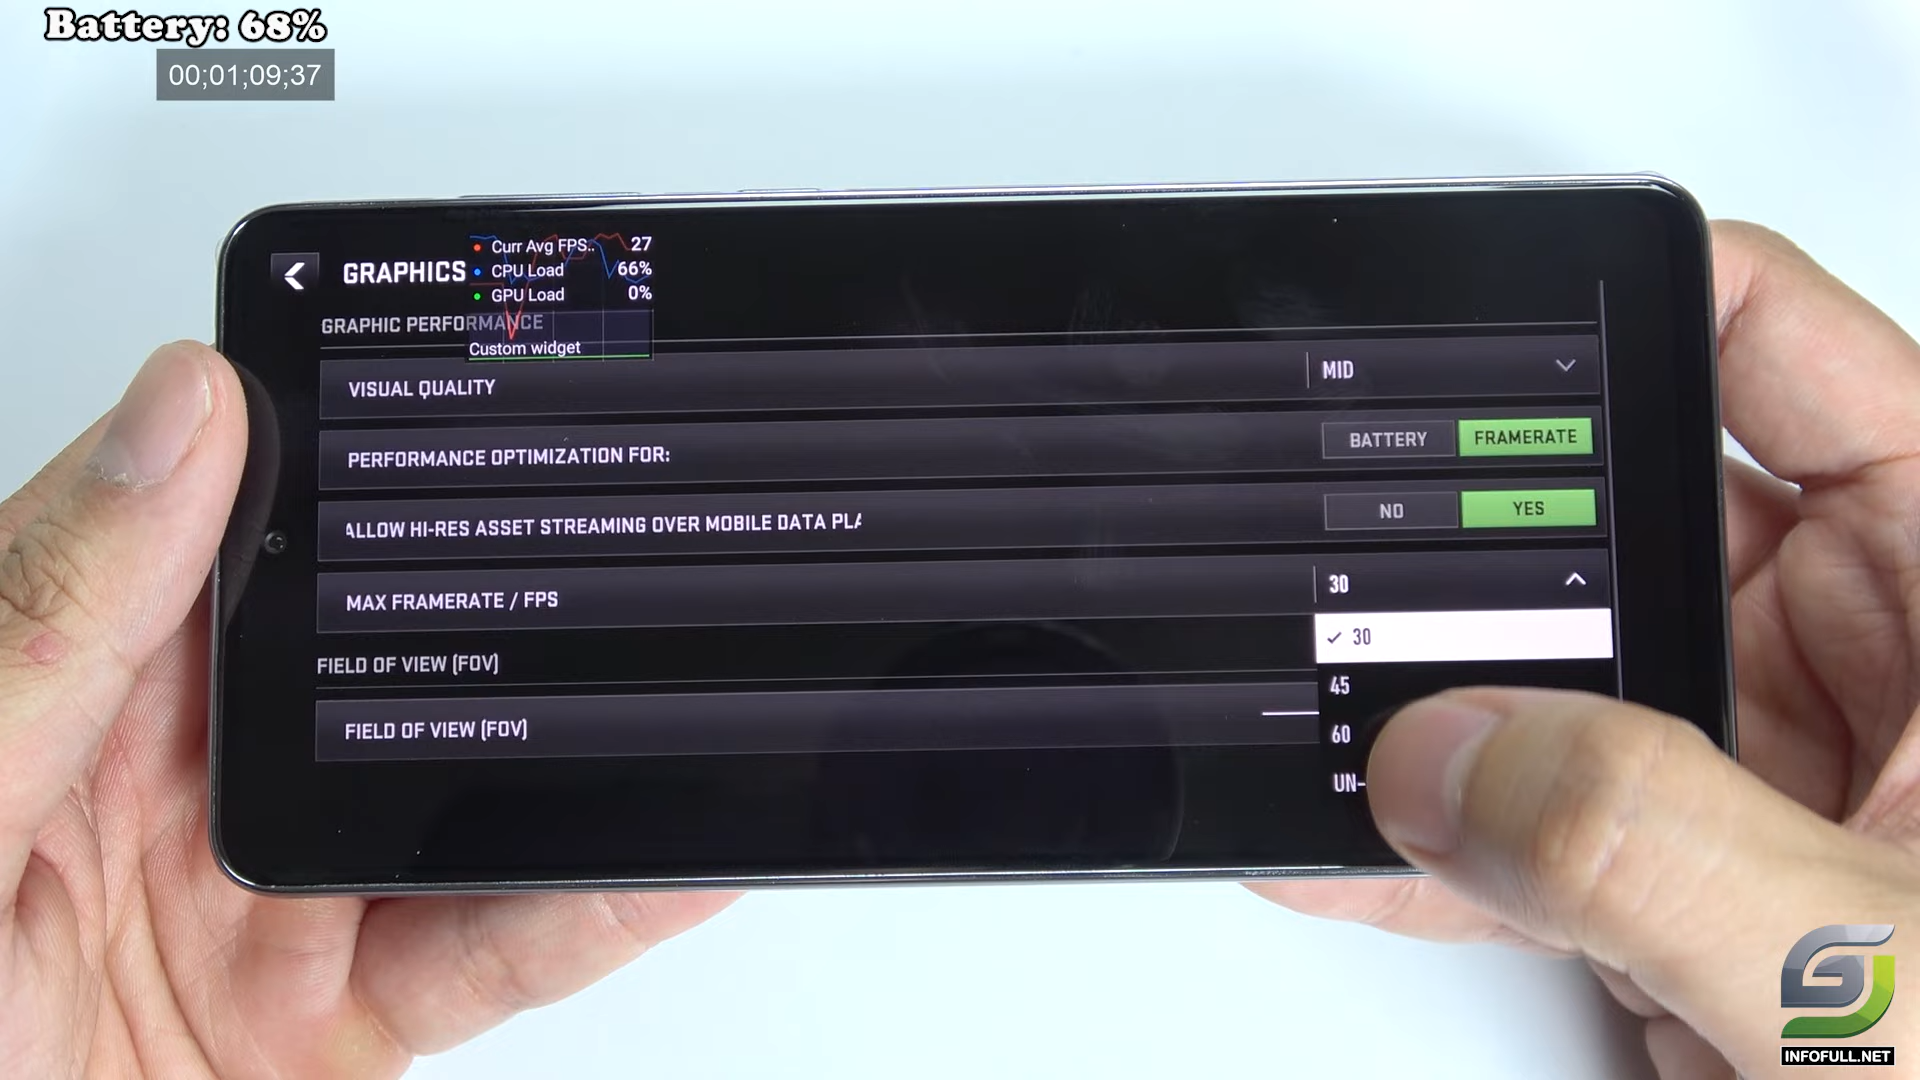 Battery: 68%
00;01;09;37
GRAPHICS
Curr Avg FPS.. 27
CPU Load 66%
GPU Load 0%
GRAPHIC PERFORMANCE
Custom widget
VISUAL QUALITY MID
PERFORMANCE OPTIMIZATION FOR: BATTERY FRAMERATE
ALLOW HI-RES ASSET STREAMING OVER MOBILE DATA PLA NO YES
MAX FRAMERATE / FPS 30
30
45
60
UN-
FIELD OF VIEW (FOV)
FIELD OF VIEW (FOV)
INFOFULL.NET